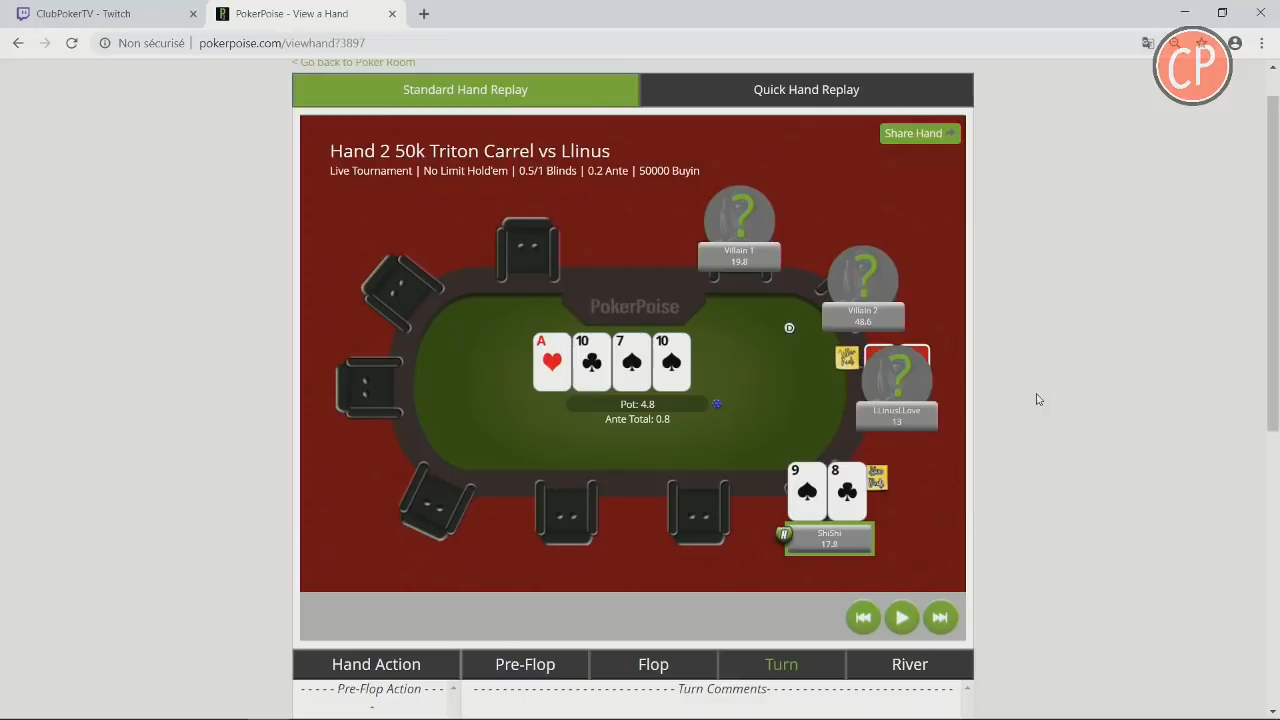 ClubPokerTV - Twitch
PokerPoise - View a Hand
Non sécurisé | pokerpoise.com/viewhand?3897
CP
< Go back to Poker Room
Standard Hand Replay
Quick Hand Replay
Hand 2 50k Triton Carrel vs Llinus
Share Hand
Live Tournament | No Limit Hold'em | 0.5/1 Blinds | 0.2 Ante | 50000 Buyin
Villain 1
19.8
PokerPoise
Villain 2
48.6
D
A
10
7
10
Pot: 4.8
Ante Total: 0.8
LLinusLLove
13
9
8
ShiShi
17.8
Hand Action
Pre-Flop
Flop
Turn
River
- - - - - Pre-Flop Action - - - -
- - - - - - - - - - - - - - - - - - - - - - - Turn Comments- - - - - - - - - - - - - - - - - - - - - - -